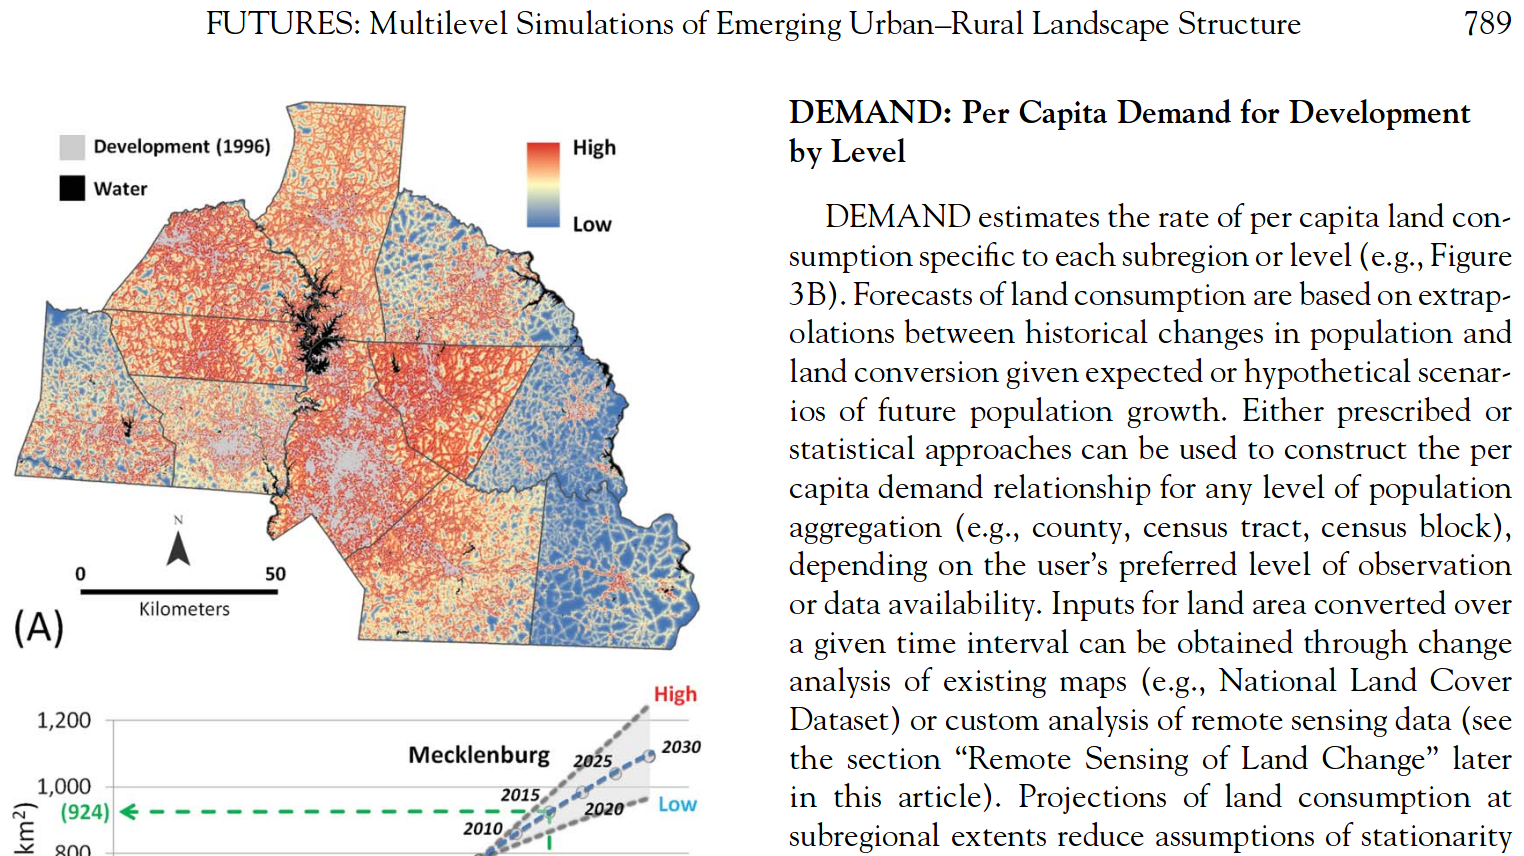 FUTURES: Multilevel Simulations of Emerging Urban–Rural Landscape Structure 789
Development (1996)
Water
High
Low
N
0 50
Kilometers
(A)
High
1,200
Mecklenburg
2030
2025
1,000
2015
Low
(924)
2020
2010
km²)
800
DEMAND: Per Capita Demand for Development
by Level
DEMAND estimates the rate of per capita land con-
sumption specific to each subregion or level (e.g., Figure
3B). Forecasts of land consumption are based on extrap-
olations between historical changes in population and
land conversion given expected or hypothetical scenar-
ios of future population growth. Either prescribed or
statistical approaches can be used to construct the per
capita demand relationship for any level of population
aggregation (e.g., county, census tract, census block),
depending on the user's preferred level of observation
or data availability. Inputs for land area converted over
a given time interval can be obtained through change
analysis of existing maps (e.g., National Land Cover
Dataset) or custom analysis of remote sensing data (see
the section “Remote Sensing of Land Change” later
in this article). Projections of land consumption at
subregional extents reduce assumptions of stationarity